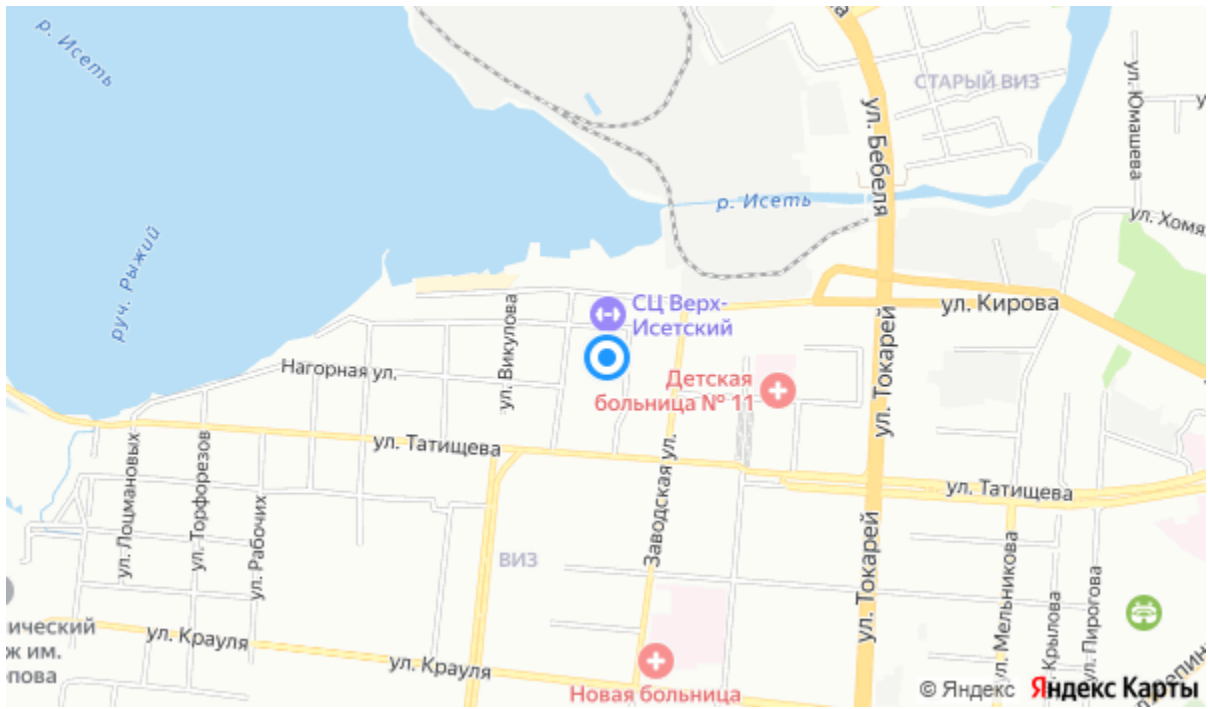 р. Исеть
СТАРЫЙ ВИЗ
ул. Бебеля
ул. Юмашева
р. Исеть
ул. Хомя
руч. Рыжий
СЦ Верх-
Исетский
ул. Кирова
ул. Викулова
Нагорная ул.
Детская
больница № 11
ул. Токарей
ул. Татищева
Заводская ул.
ул. Татищева
ул. Лоцмановых
ул. Торфорезов
ул. Рабочих
ВИЗ
ул. Токарей
ул. Мельникова
Крылова
ул. Пирогова
нический
ж им.
пова
ул. Крауля
ул. Крауля
Новая больница
епин
© Яндекс Яндекс Карты